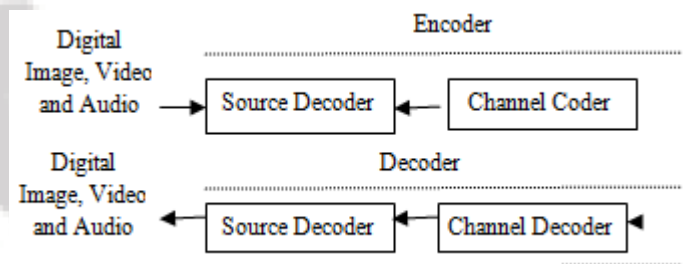 Encoder
Digital
Image, Video
and Audio
Source Decoder
Channel Coder
Digital
Image, Video
and Audio
Decoder
Source Decoder
Channel Decoder